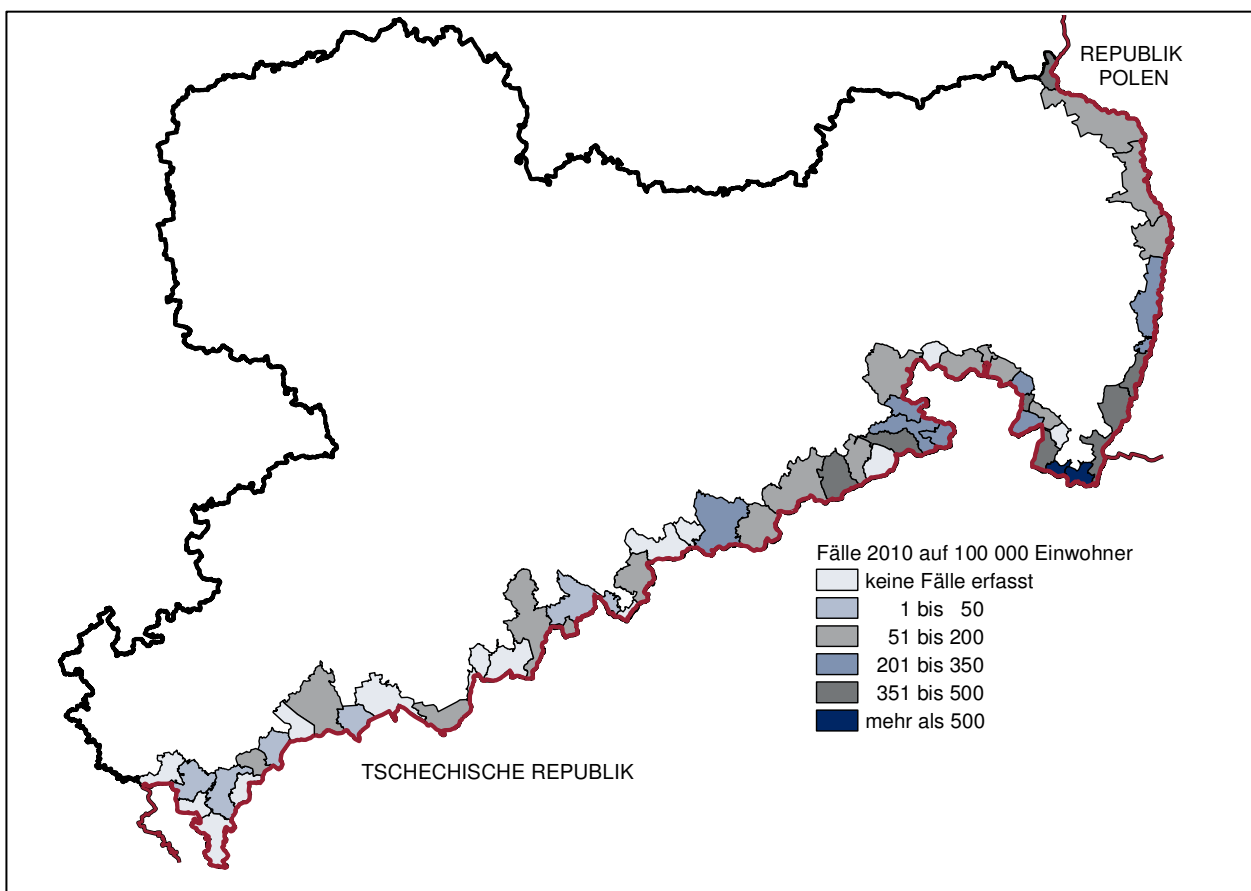 REPUBLIK
POLEN
Fälle 2010 auf 100 000 Einwohner
keine Fälle erfasst
1 bis 50
51 bis 200
201 bis 350
351 bis 500
mehr als 500
TSCHECHISCHE REPUBLIK